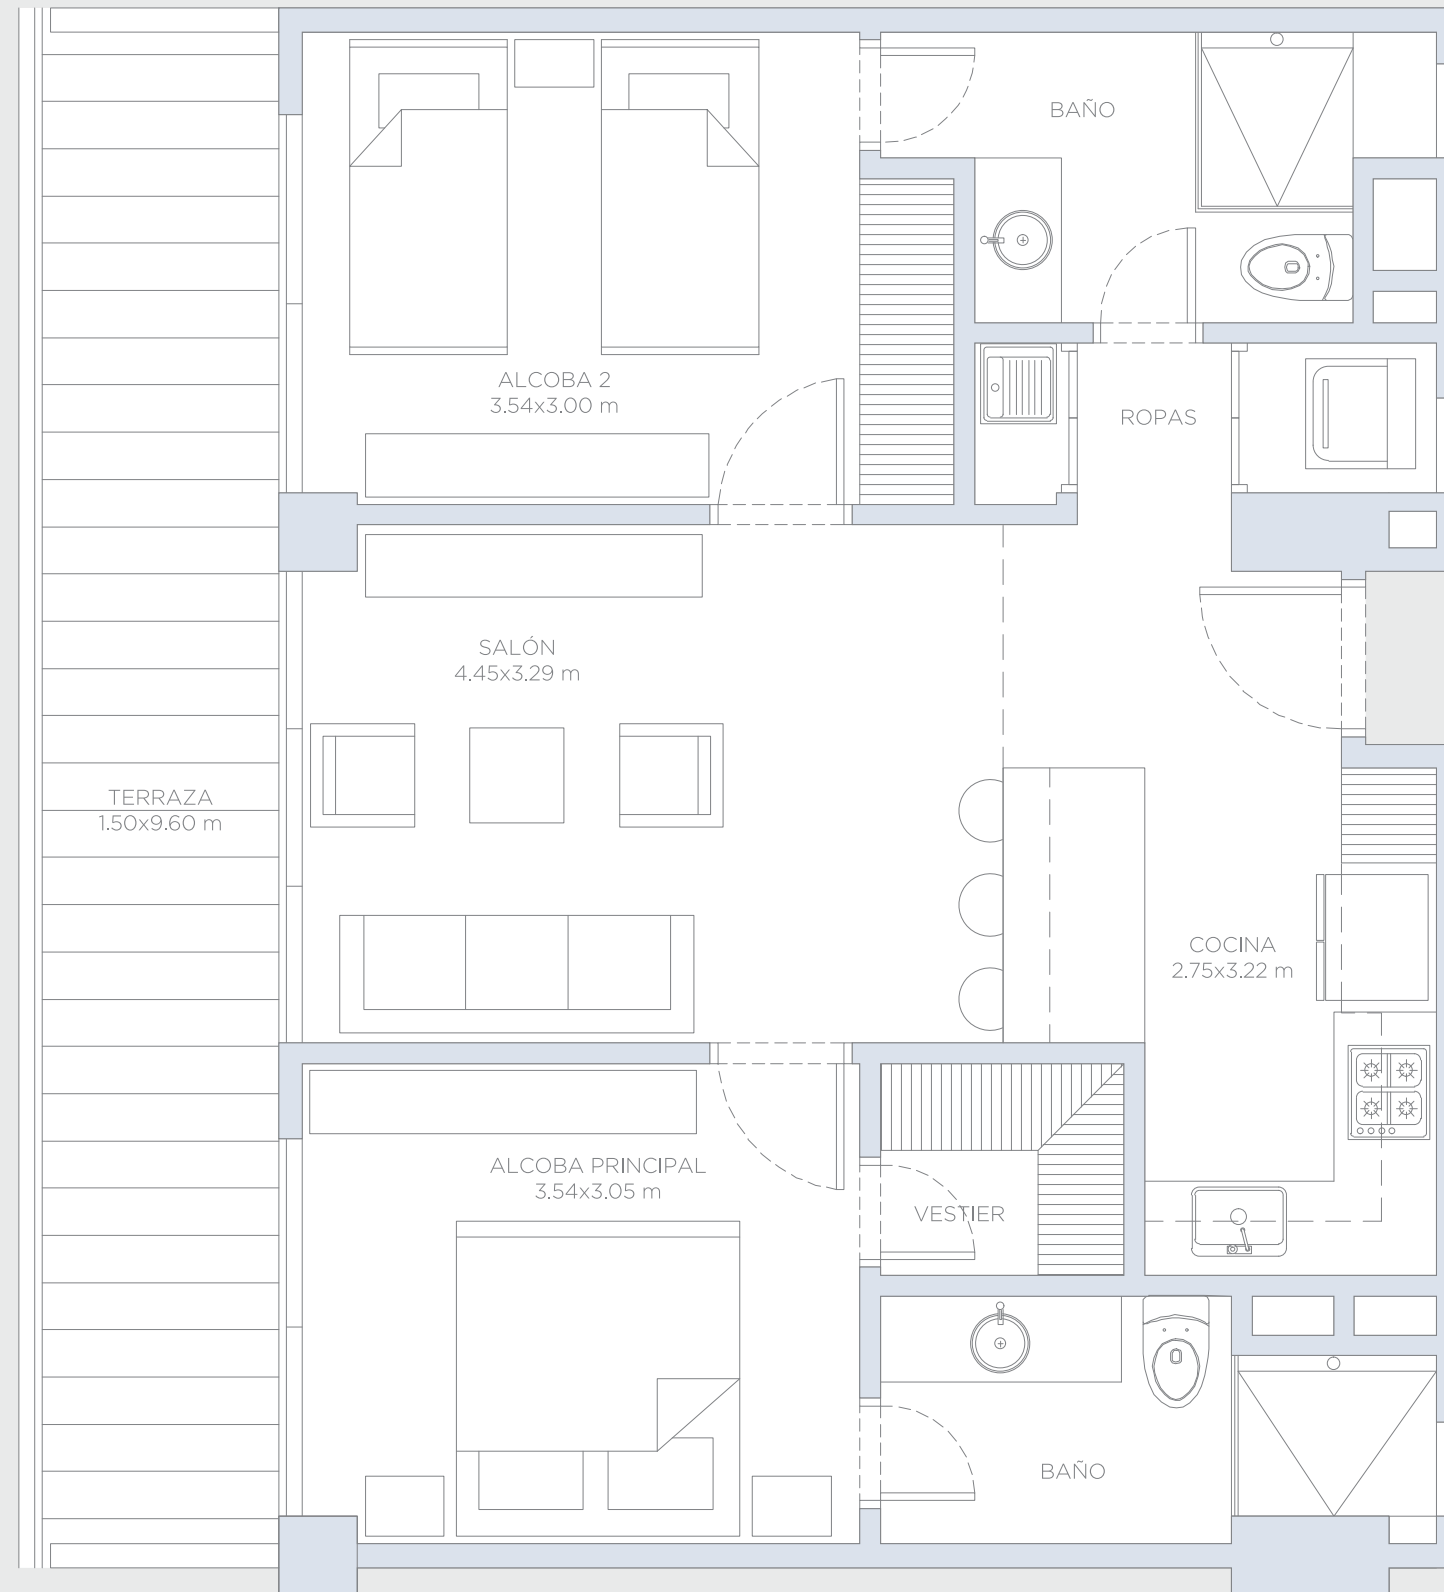 BAÑO
ALCOBA 2
3.54x3.00 m
ROPAS
SALÓN
4.45x3.29 m
TERRAZA
1.50x9.60 m
COCINA
2.75x3.22 m
ALCOBA PRINCIPAL
3.54x3.05 m
VESTIER
BAÑO